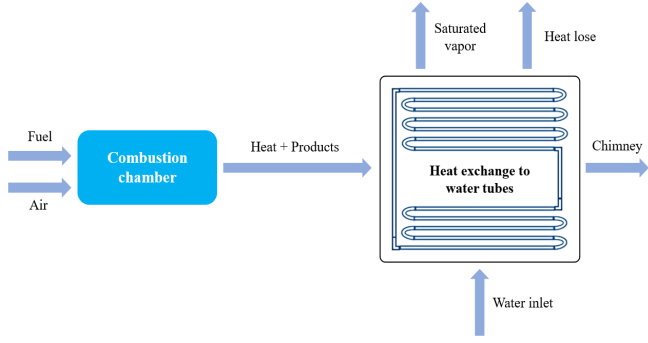 Saturated
vapor
Heat lose
Fuel
Combustion
chamber
Heat + Products
Chimney
Heat exchange to
water tubes
Air
Water inlet